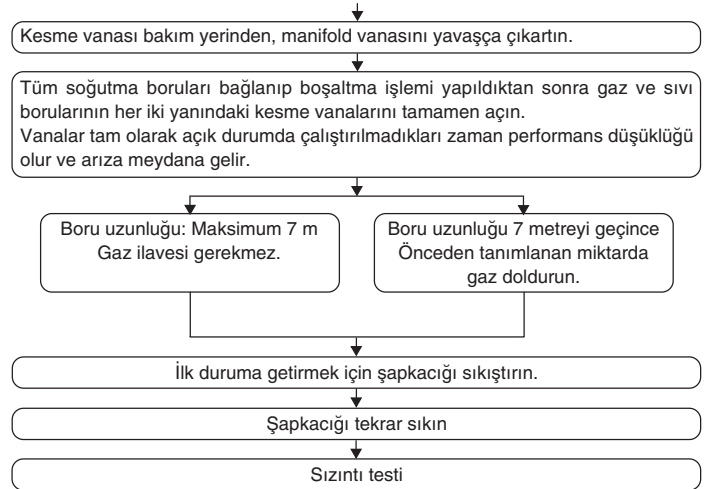 Kesme vanası bakım yerinden, manifold vanasını yavaşça çıkartın.
Tüm soğutma boruları bağlanıp boşaltma işlemi yapıldıktan sonra gaz ve sıvı
borularının her iki yanındaki kesme vanalarını tamamen açın.
Vanalar tam olarak açık durumda çalıştırılmadıkları zaman performans düşüklüğü
olur ve arıza meydana gelir.
Boru uzunluğu: Maksimum 7 m
Gaz ilavesi gerekmez.
Boru uzunluğu 7 metreyi geçince
Önceden tanımlanan miktarda
gaz doldurun.
İlk duruma getirmek için şapkacığı sıkıştırın.
Şapkacığı tekrar sıkın
Sızıntı testi